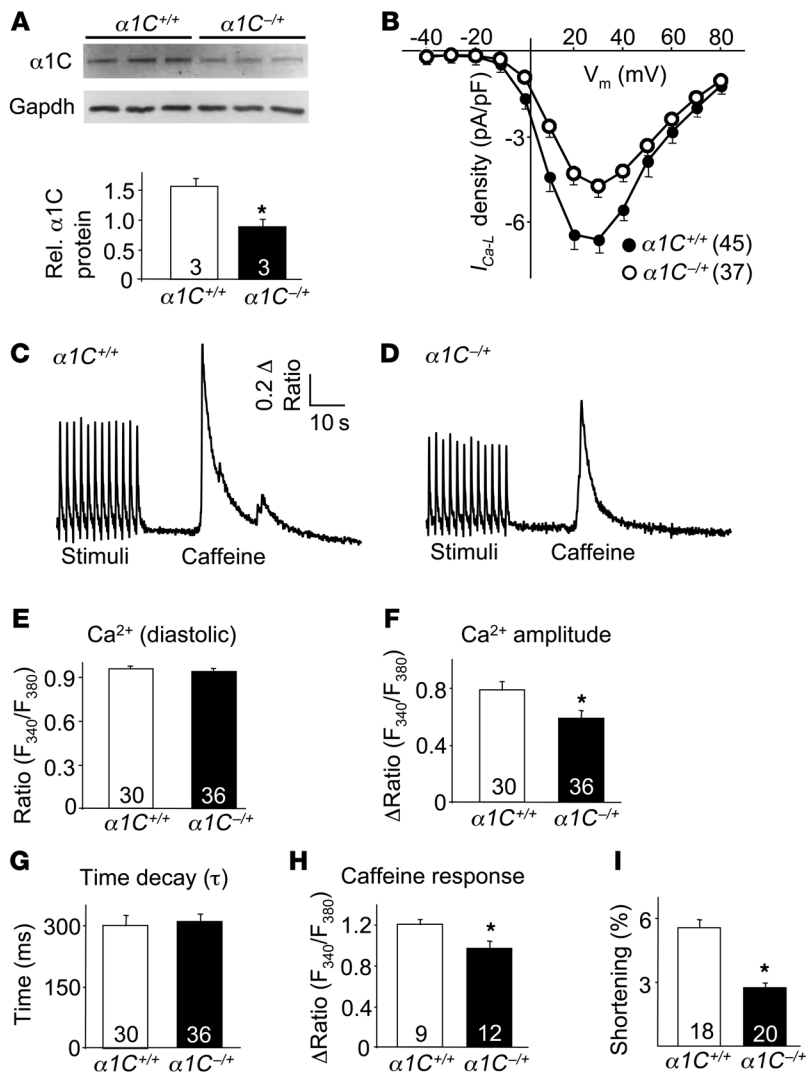 A
α1C+/+ α1C–/+
α1C
Gapdh
Rel. α1C
protein
1.5
1.0
0.5
0
*
3 3
α1C+/+ α1C–/+
B
-40 -20 20 40 60 80
Vm (mV)
-3
-6
ICa-L density (pA/pF)
α1C+/+ (45)
α1C–/+ (37)
C
α1C+/+
0.2 Δ
Ratio
10 s
Stimuli Caffeine
D
α1C–/+
Stimuli Caffeine
E
Ca2+ (diastolic)
Ratio (F340/F380)
0.9
0.6
0.3
0
30 36
α1C+/+ α1C–/+
F
Ca2+ amplitude
ΔRatio (F340/F380)
0.8
0.4
0
*
30 36
α1C+/+ α1C–/+
G
Time decay (τ)
Time (ms)
300
150
0
30 36
α1C+/+ α1C–/+
H
Caffeine response
ΔRatio (F340/F380)
1.2
0.8
0.4
0
*
9 12
α1C+/+ α1C–/+
I
Shortening (%)
6
3
*
18 20
α1C+/+ α1C–/+